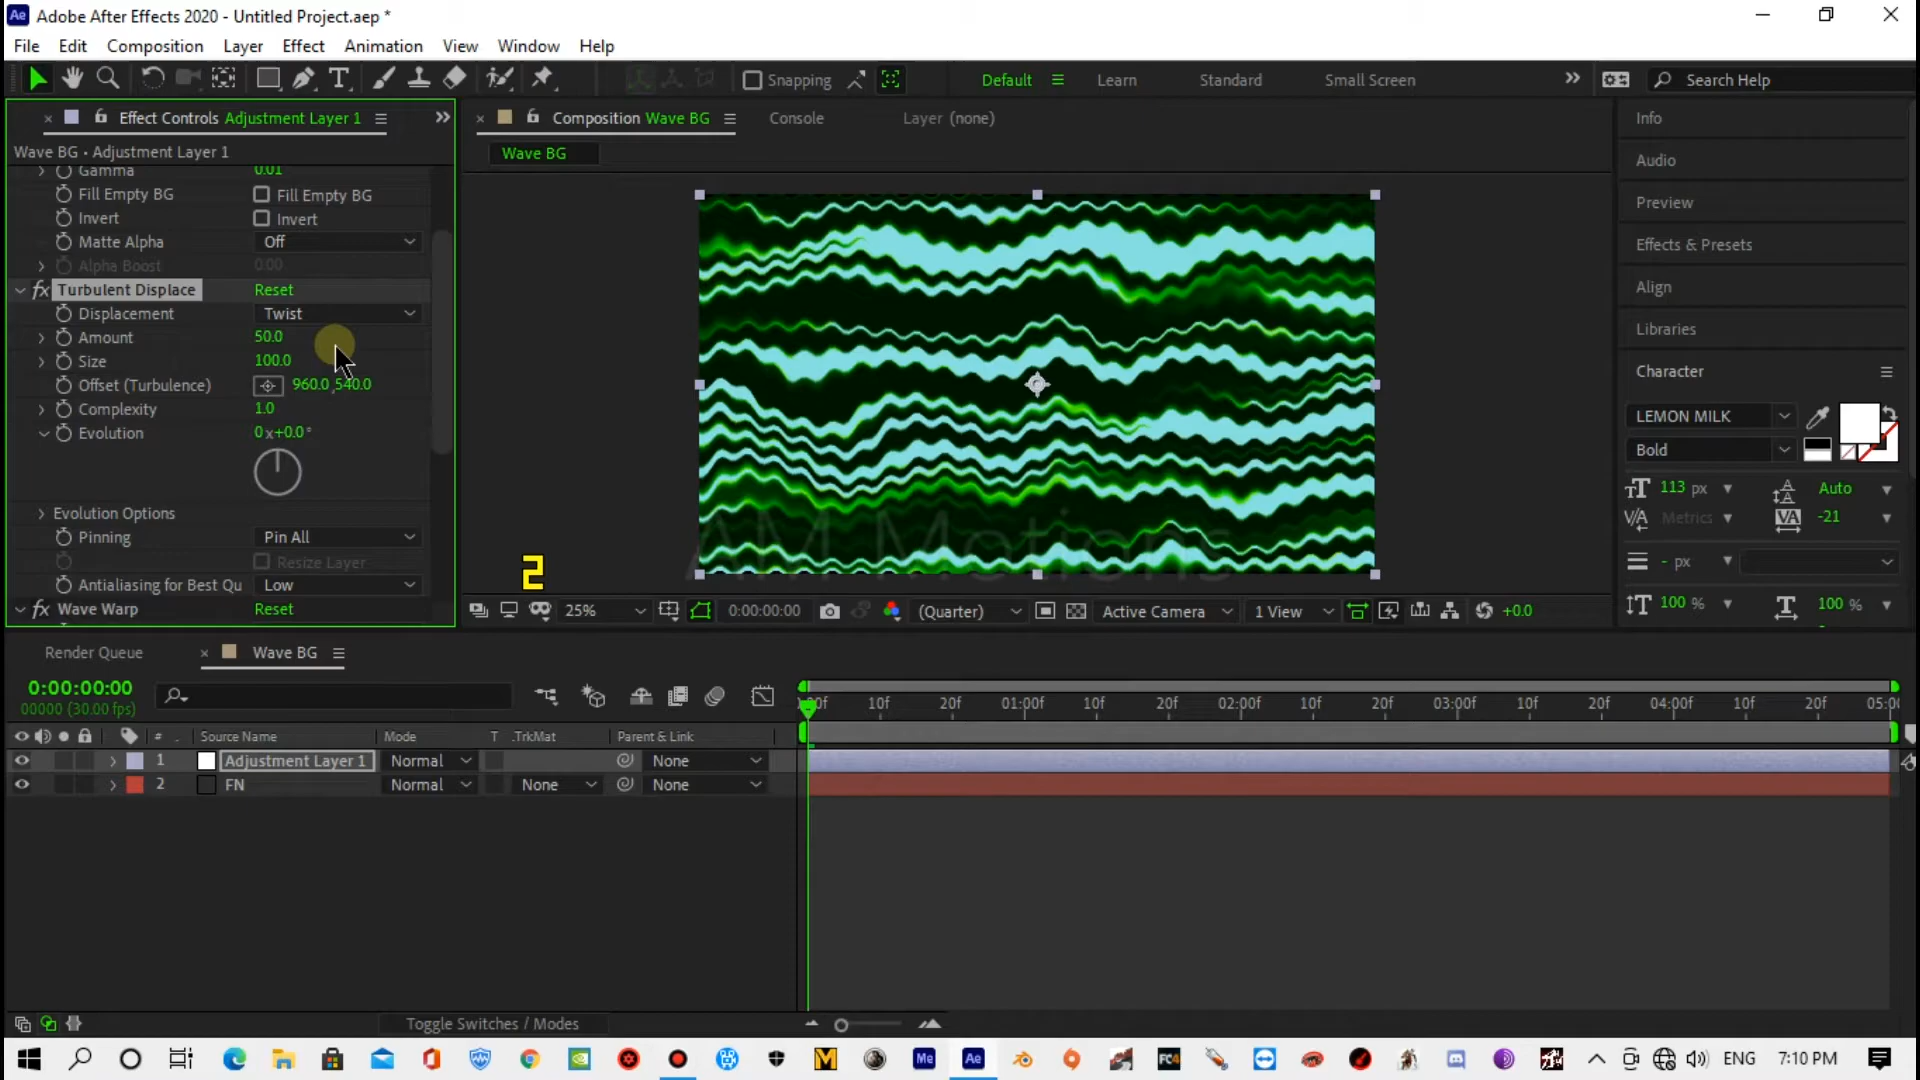 Adobe After Effects 2020 - Untitled Project.aep *
File Edit Composition Layer Effect Animation View Window Help
Snapping Default Learn Standard Small Screen Search Help
Effect Controls Adjustment Layer 1
Composition Wave BG Console Layer (none)
Info
Wave BG • Adjustment Layer 1
Wave BG
Gamma 0.01
Audio
Fill Empty BG Fill Empty BG
Preview
Invert Invert
Matte Alpha Off
Effects & Presets
Alpha Boost 0.00
Turbulent Displace Reset
Align
Displacement Twist
Libraries
Amount 50.0
Size 100.0
Character
Offset (Turbulence) 960.0,540.0
Complexity 1.0
LEMON MILK
Evolution 0x+0.0°
Bold
113 px Auto
Evolution Options
Metrics -21
Pinning Pin All
Resize Layer
- px
Antialiasing for Best Qu Low
AM Motions
2
Wave Warp Reset
25% 0:00:00:00 (Quarter) Active Camera 1 View +0.0
100 % 100 %
Render Queue Wave BG
0:00:00:00
00000 (30.00 fps)
10f 20f 01:00f 10f 20f 02:00f 10f 20f 03:00f 10f 20f 04:00f 10f 20f
# Source Name Mode T .TrkMat Parent & Link
1 Adjustment Layer 1 Normal None
2 FN Normal None None
Toggle Switches / Modes
Me Ae FC4 ENG 7:10 PM